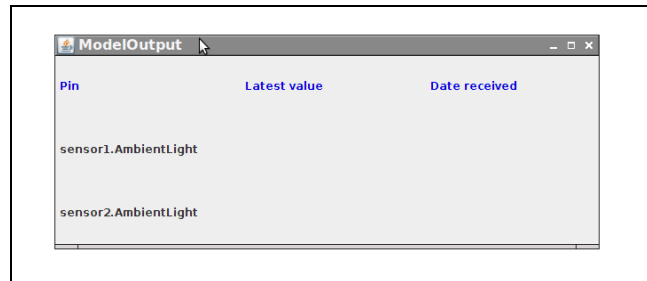 ModelOutput
Pin Latest value Date received
sensor1.AmbientLight
sensor2.AmbientLight